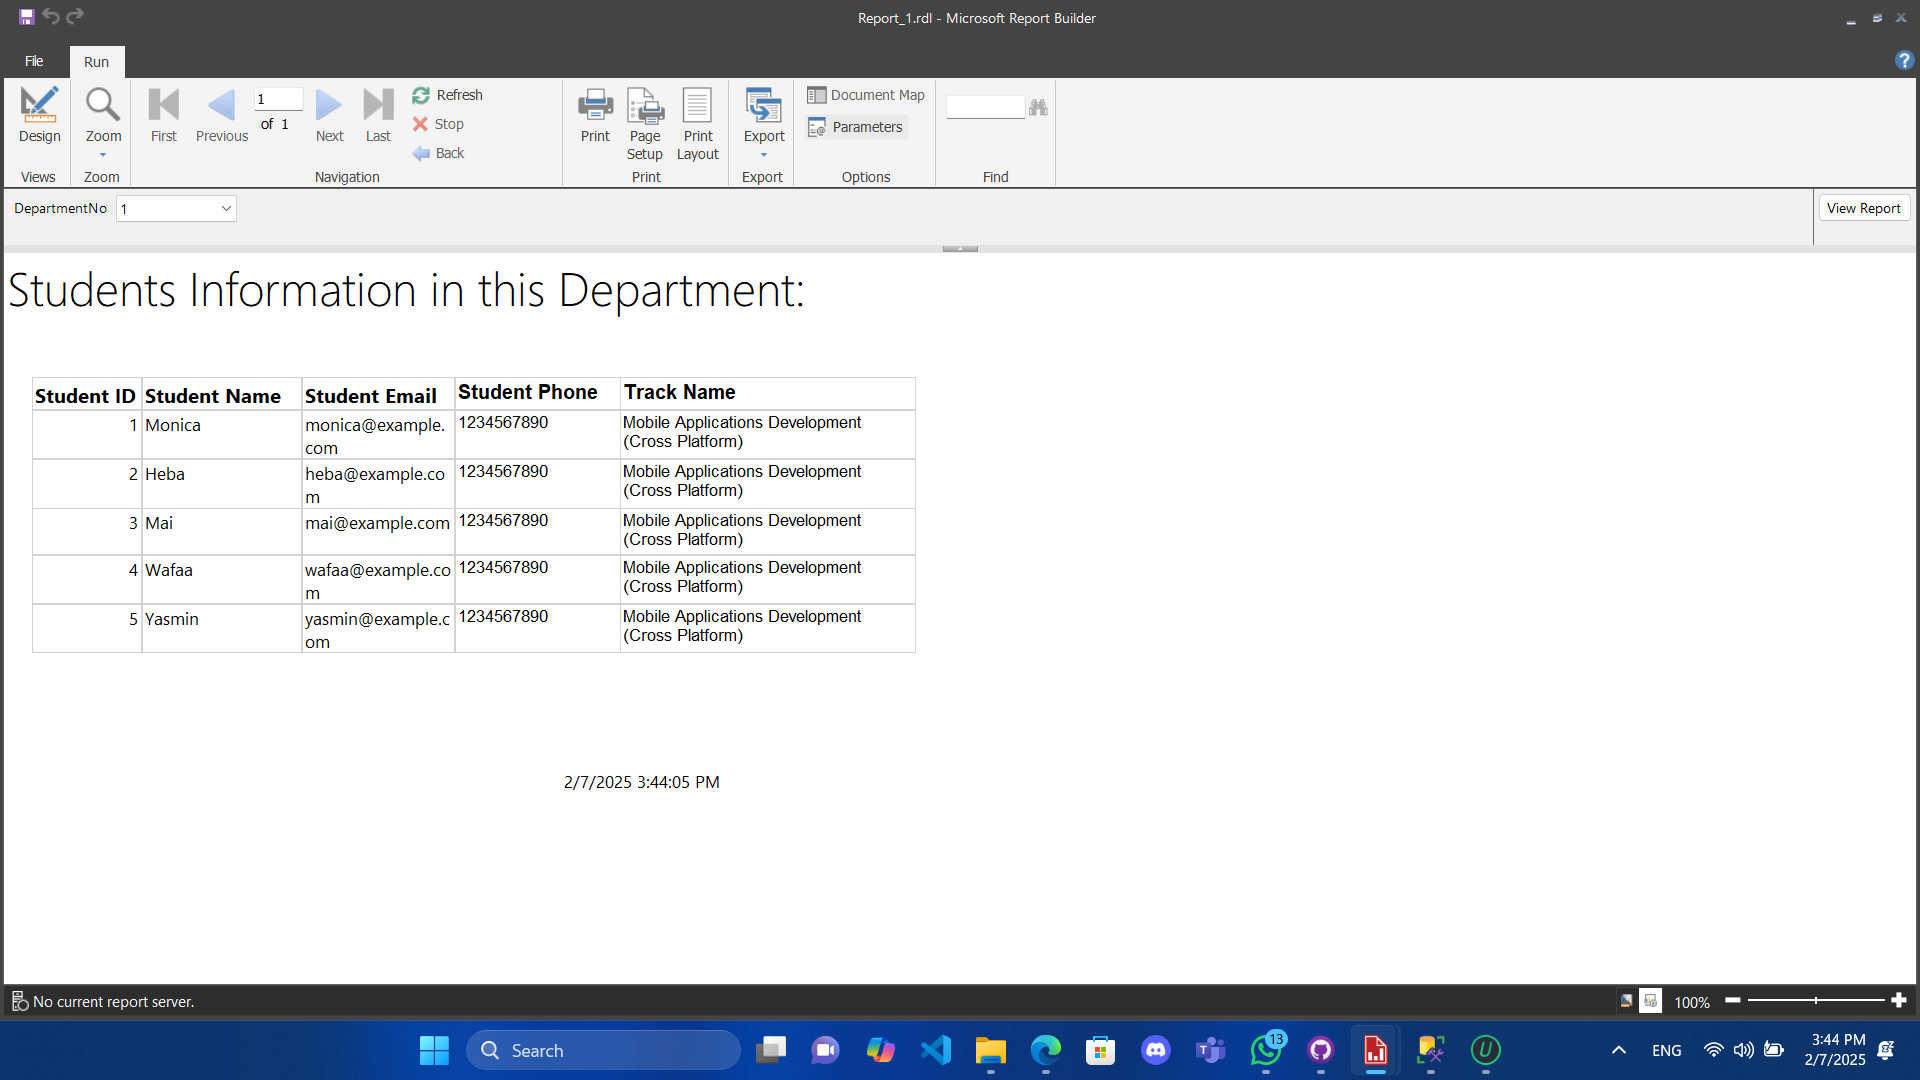 Report_1.rdl - Microsoft Report Builder
File
Run
?
Design
Zoom
First
Previous
1
of 1
Next
Last
Refresh
Stop
Back
Print
Page Setup
Print Layout
Export
Document Map
Parameters
Views
Zoom
Navigation
Print
Export
Options
Find
DepartmentNo 1
View Report
Students Information in this Department:
Student ID Student Name Student Email Student Phone Track Name
1 Monica monica@example. 1234567890 Mobile Applications Development
com (Cross Platform)
2 Heba heba@example.co 1234567890 Mobile Applications Development
m (Cross Platform)
3 Mai mai@example.com 1234567890 Mobile Applications Development
(Cross Platform)
4 Wafaa wafaa@example.co 1234567890 Mobile Applications Development
m (Cross Platform)
5 Yasmin yasmin@example.c 1234567890 Mobile Applications Development
om (Cross Platform)
2/7/2025 3:44:05 PM
No current report server.
100%
Search
13
U
ENG
3:44 PM
2/7/2025